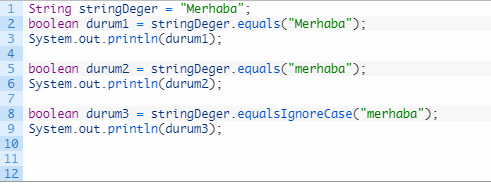 1 String stringDeger = "Merhaba";
2 boolean durum1 = stringDeger.equals("Merhaba");
3 System.out.println(durum1);
4
5 boolean durum2 = stringDeger.equals("merhaba");
6 System.out.println(durum2);
7
8 boolean durum3 = stringDeger.equalsIgnoreCase("merhaba");
9 System.out.println(durum3);
10
11
12